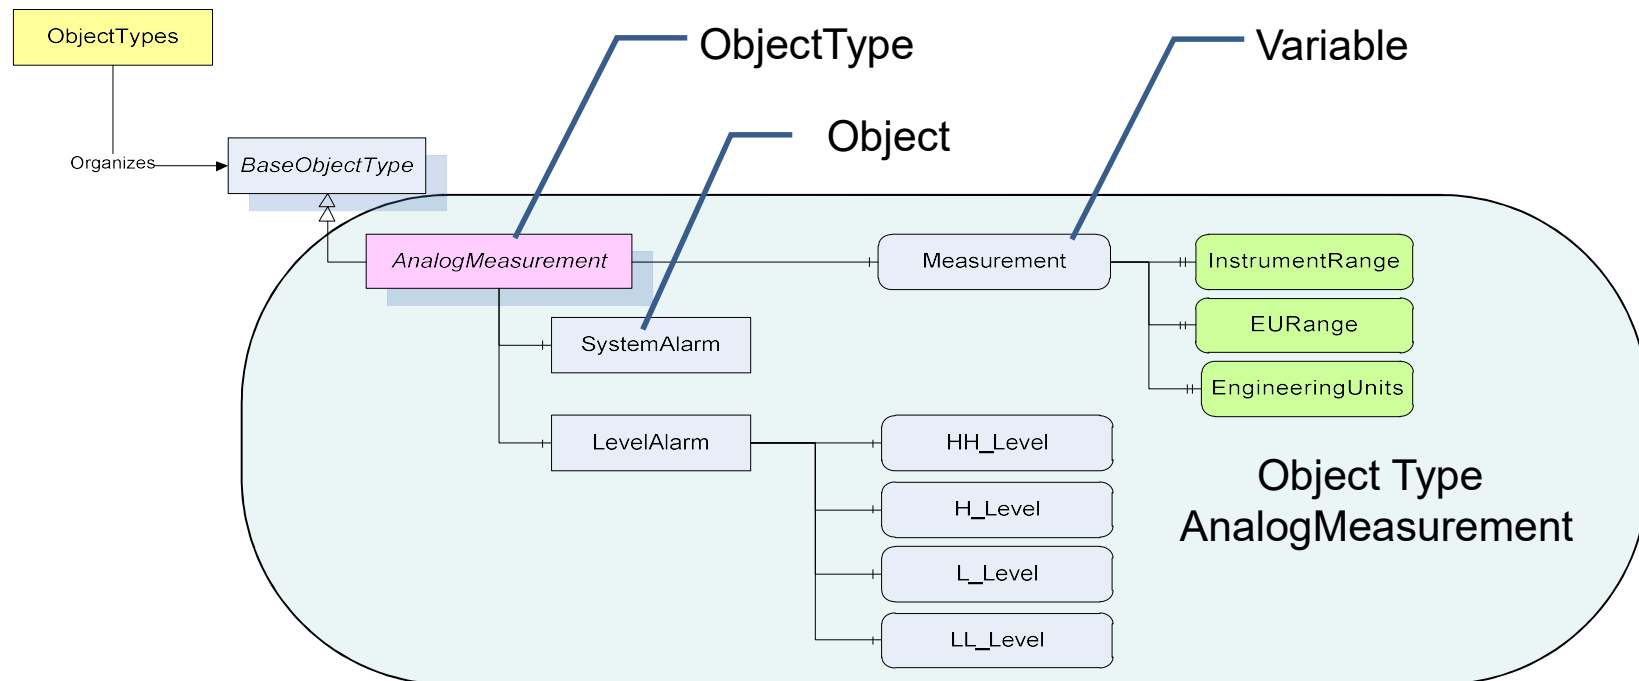 ObjectTypes
ObjectType
Variable
Object
Organizes
BaseObjectType
AnalogMeasurement
Measurement
InstrumentRange
EURange
SystemAlarm
EngineeringUnits
LevelAlarm
HH_Level
Object Type
AnalogMeasurement
H_Level
L_Level
LL_Level